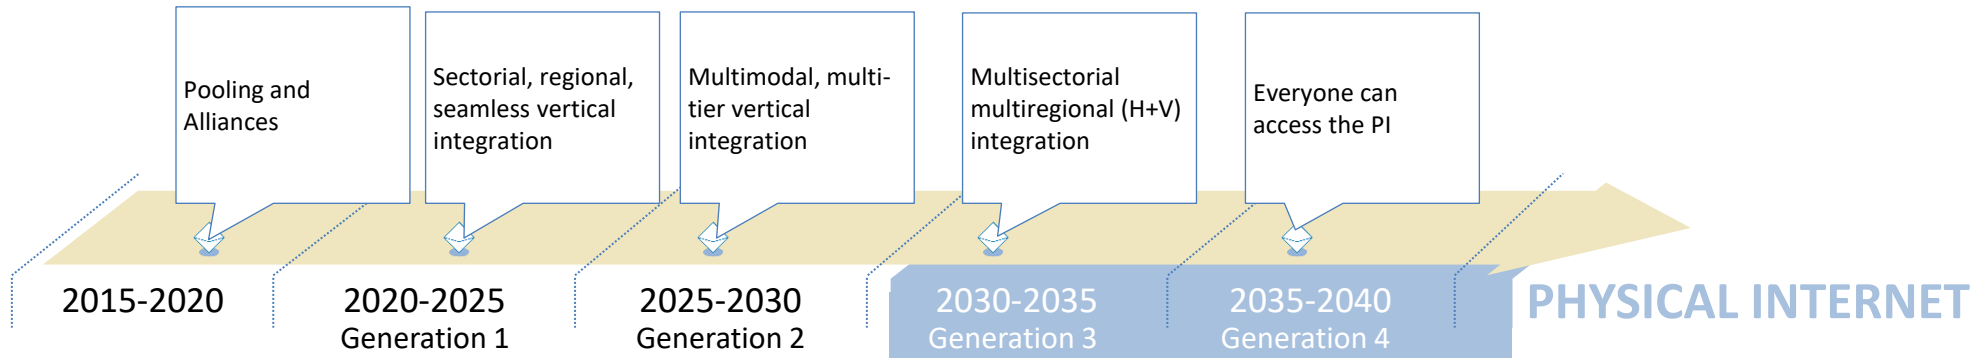 Pooling and
Alliances
Sectorial, regional,
seamless vertical
integration
Multimodal, multi-
tier vertical
integration
Multisectorial
multiregional (H+V)
integration
Everyone can
access the PI
2015-2020
2020-2025
Generation 1
2025-2030
Generation 2
2030-2035
Generation 3
2035-2040
Generation 4
PHYSICAL INTERNET